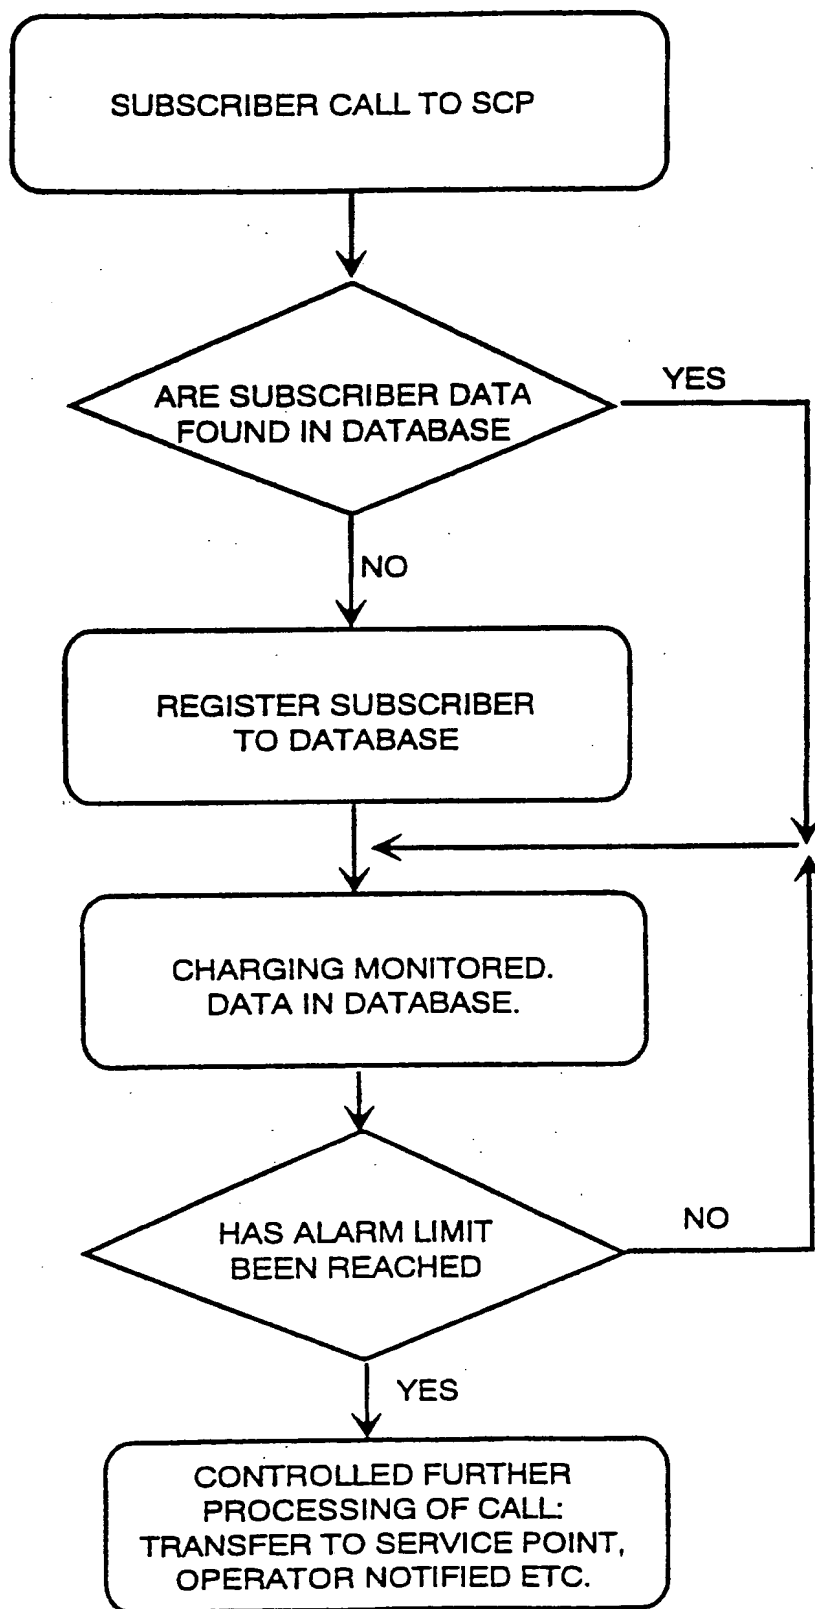 SUBSCRIBER CALL TO SCP
ARE SUBSCRIBER DATA
FOUND IN DATABASE
YES
NO
REGISTER SUBSCRIBER
TO DATABASE
CHARGING MONITORED.
DATA IN DATABASE.
HAS ALARM LIMIT
BEEN REACHED
NO
YES
CONTROLLED FURTHER
PROCESSING OF CALL:
TRANSFER TO SERVICE POINT,
OPERATOR NOTIFIED ETC.